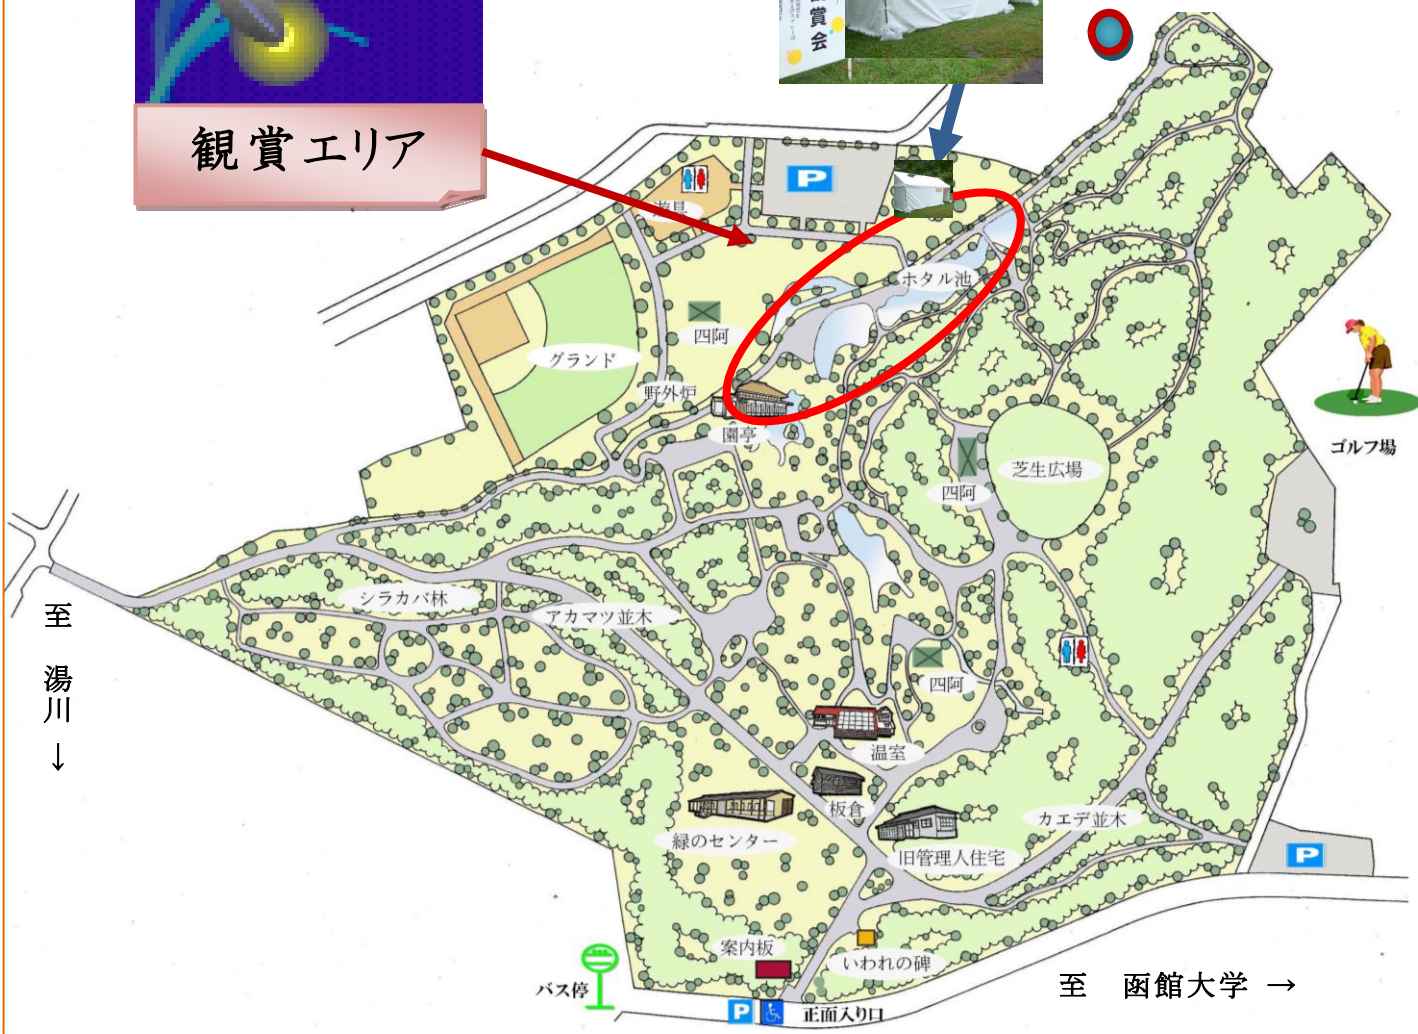 賞
会
観賞エリア
P
遊具
ホタル池
四阿
グランド
野外炉
園亭
ゴルフ場
芝生広場
四阿
シラカバ林
アカマツ並木
至 湯川 ↓
四阿
温室
板倉
カエデ並木
緑のセンター
旧管理人住宅
P
案内板
いわれの碑
バス停
至 函館大学 →
P
正面入り口